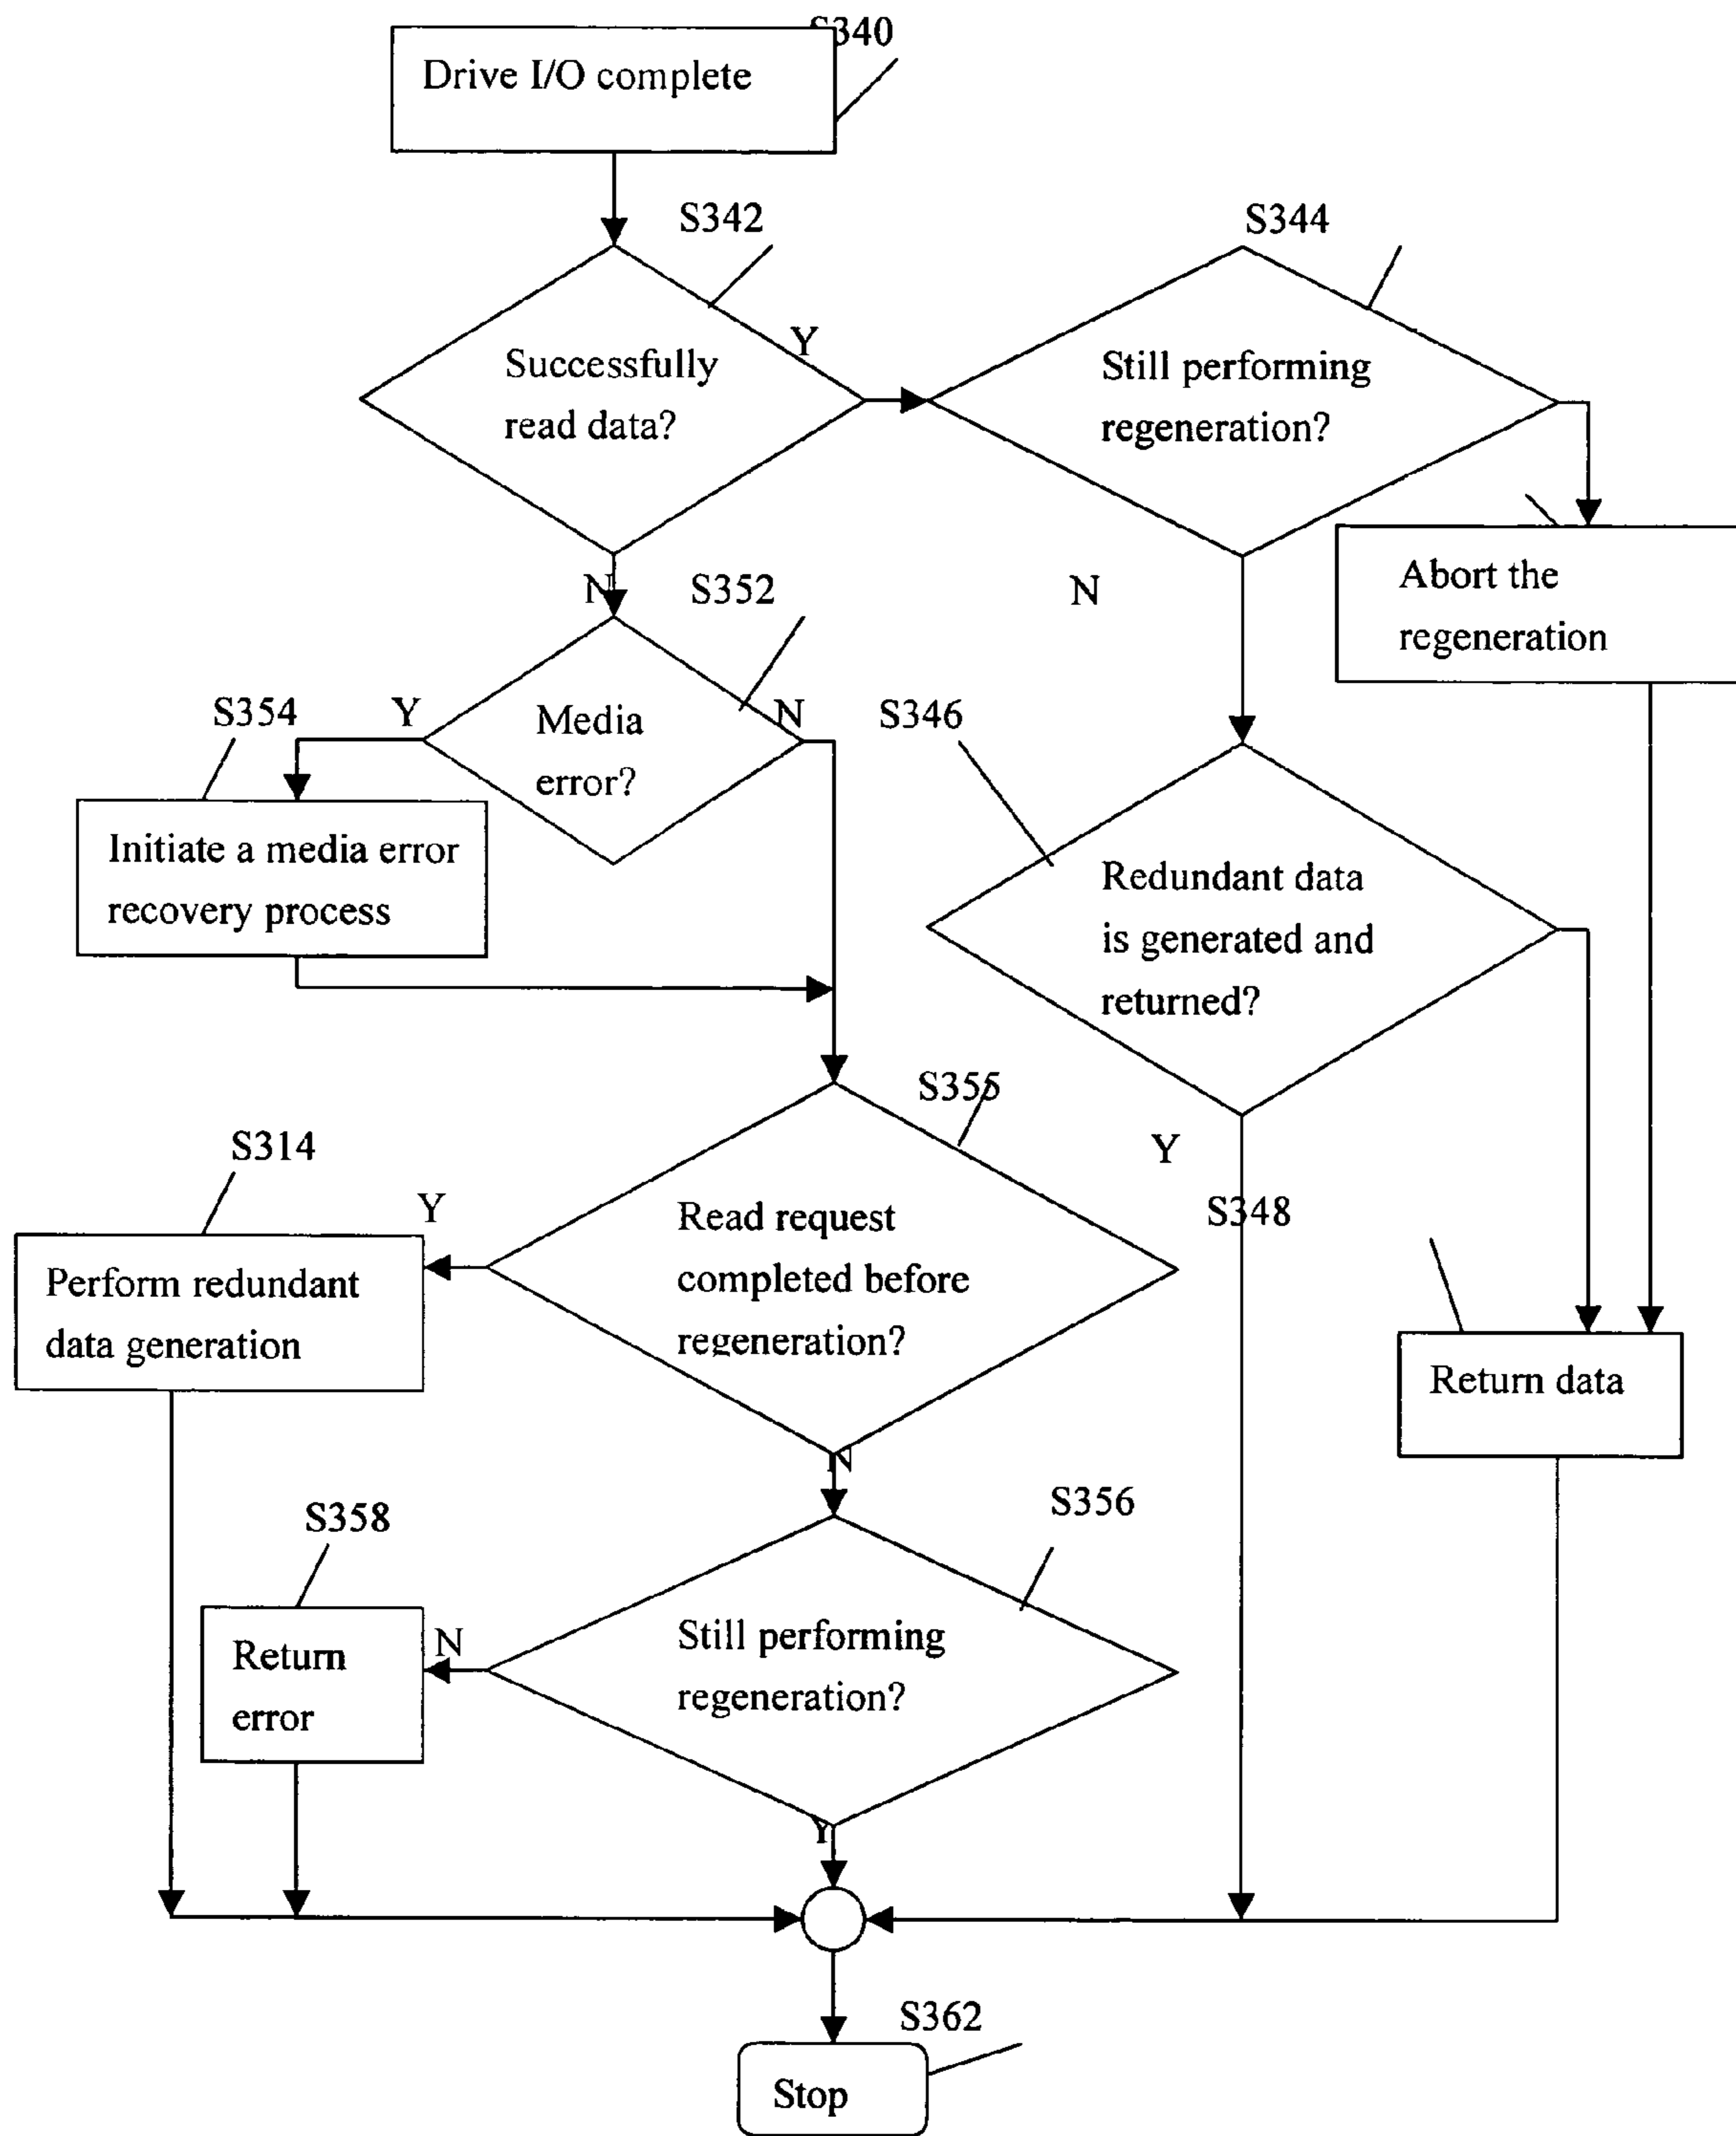 S340
Drive I/O complete
S342
S344
Y
Successfully
read data?
Still performing
regeneration?
N
S352
N
Abort the
regeneration
S354
Y
Media
error?
N
S346
Initiate a media error
recovery process
Redundant data
is generated and
returned?
S355
S314
Y
Y
S348
Read request
completed before
regeneration?
Perform redundant
data generation
Return data
N
S356
S358
N
Still performing
regeneration?
Return
error
Y
S362
Stop